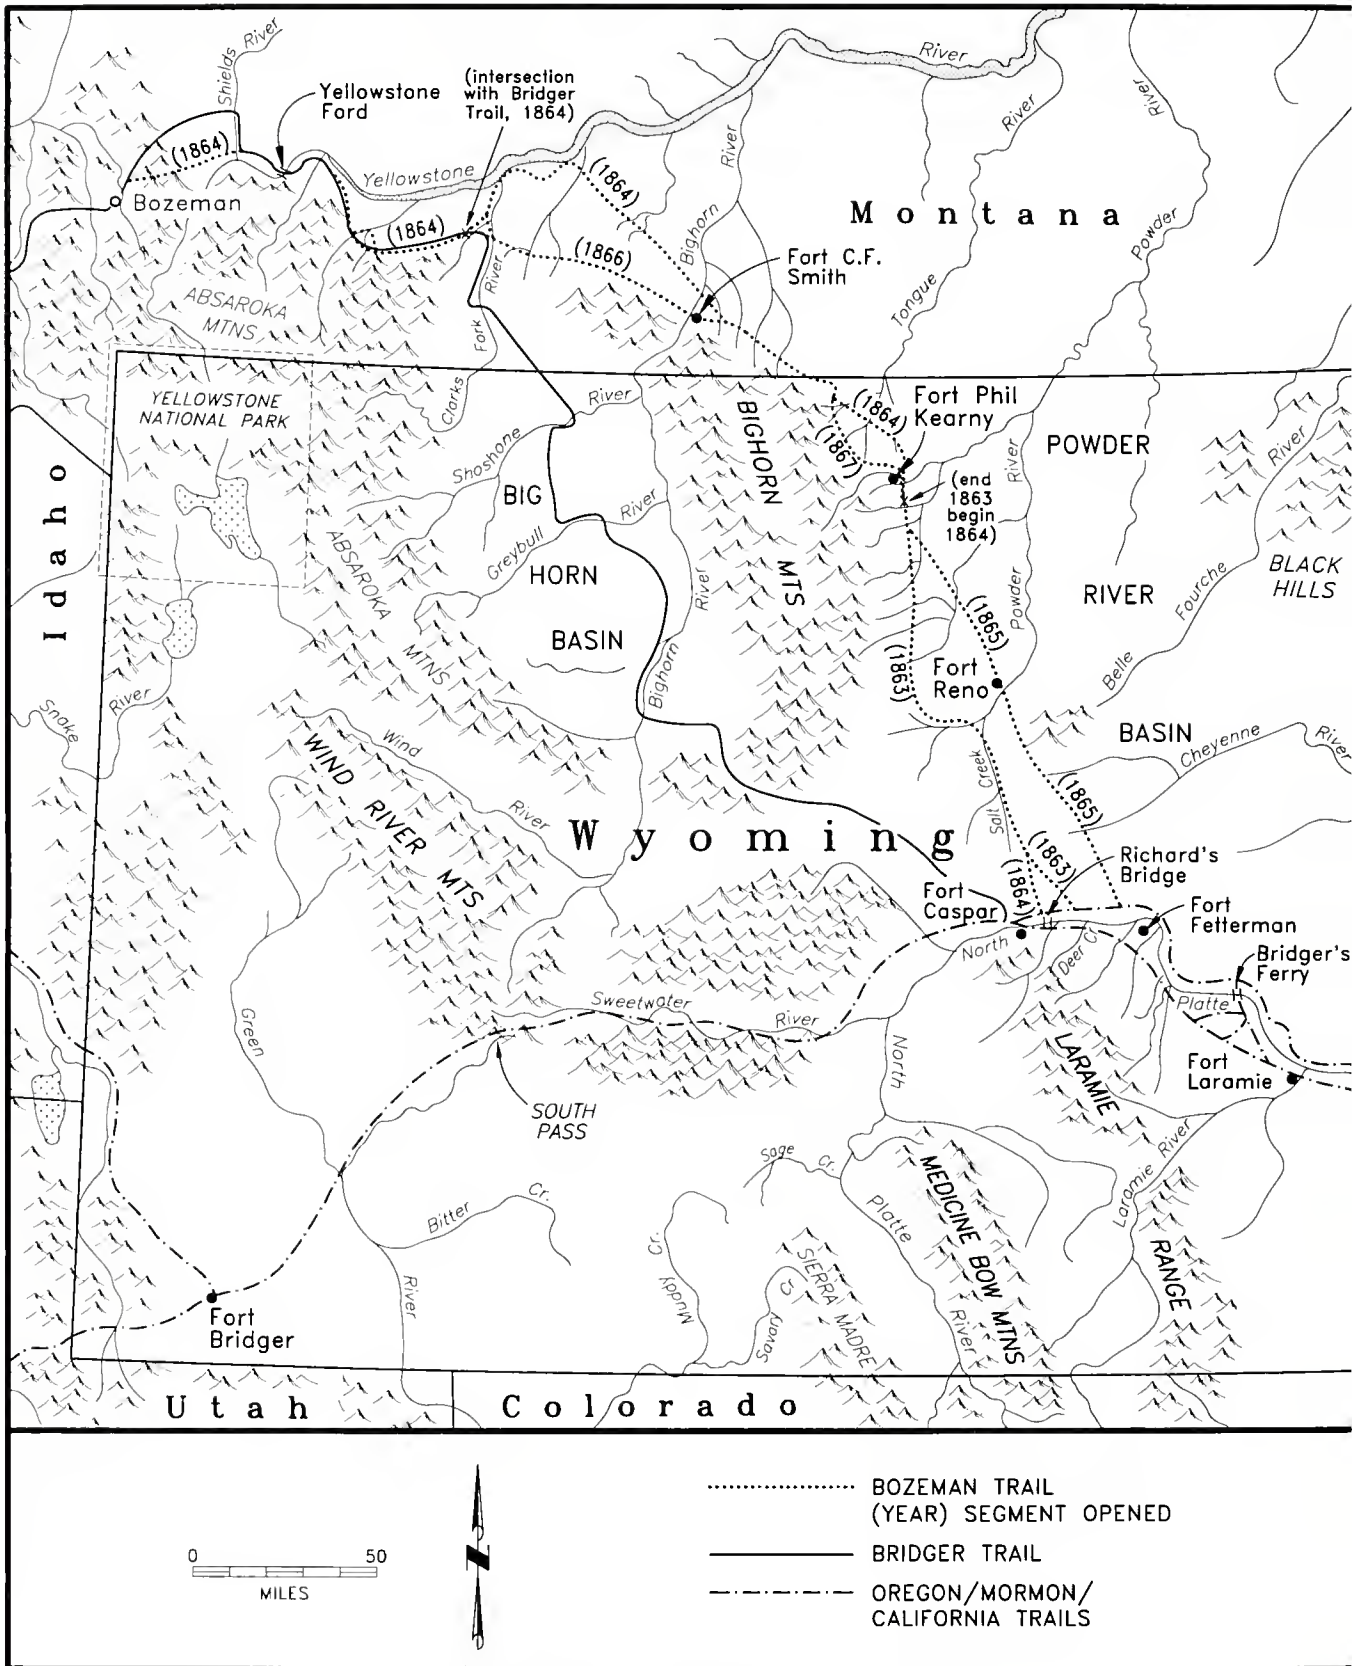 Shields River
Yellowstone
Ford
(intersection
with Bridger
Trail, 1864)
River
River
River
(1864)
Yellowstone
(1864)
River
Bozeman
Montana
(1864)
(1866)
Bighorn
Fort C.F.
Smith
Powder
ABSAROKA
MTNS
River
Tongue
Fork
Clarks
YELLOWSTONE
NATIONAL PARK
River
Fort Phil
Kearny
BIGHORN
MTS
(1864)
(1867)
Idaho
Shoshone
POWDER
RIVER
BASIN
River
River
BIG
HORN
BASIN
River
(end
1863
begin
1864)
Greybull
ABSAROKA
MTNS
River
Powder
Fourche
BLACK
HILLS
(1865)
Bighorn
(1863)
Fort
Reno
Belle
Snake
River
WIND RIVER
MTS
Wind
River
Salt Creek
Cheyenne
River
(1865)
Wyoming
(1863)
(1864)
Richard's
Bridge
Fort
Caspar
Fort
Fetterman
North
Deer Cr.
Bridger's
Ferry
Platte
Sweetwater
River
Green
North
LARAMIE
RANGE
Fort
Laramie
SOUTH
PASS
Laramie River
Sage Cr.
Bitter Cr.
MEDICINE BOW MTNS
Platte
River
Muddy Cr.
SIERRA MADRE
Savary Cr.
River
Fort
Bridger
Utah
Colorado
0 50
MILES
N
BOZEMAN TRAIL
(YEAR) SEGMENT OPENED
BRIDGER TRAIL
OREGON/MORMON/
CALIFORNIA TRAILS